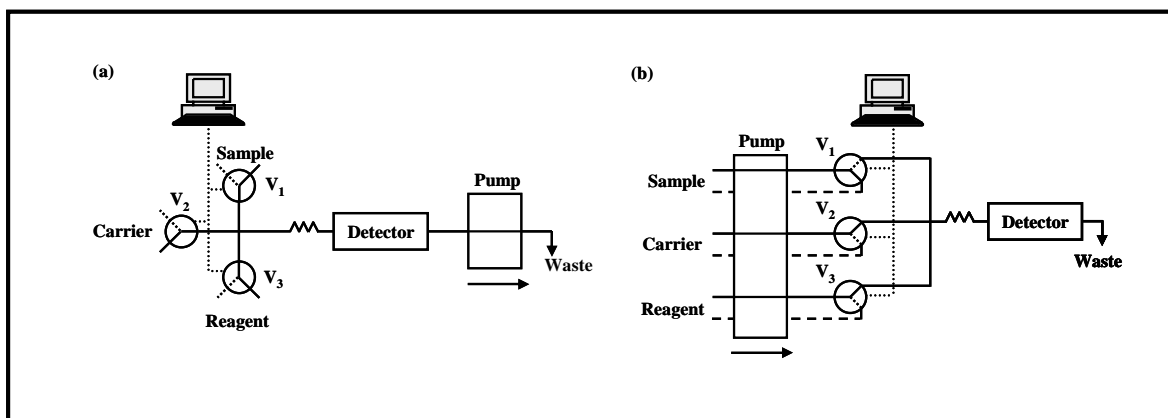 (a)
Sample
V1
V2
Carrier
V3
Reagent
Detector
Pump
Waste
(b)
Pump
V1
Sample
V2
Carrier
V3
Reagent
Detector
Waste